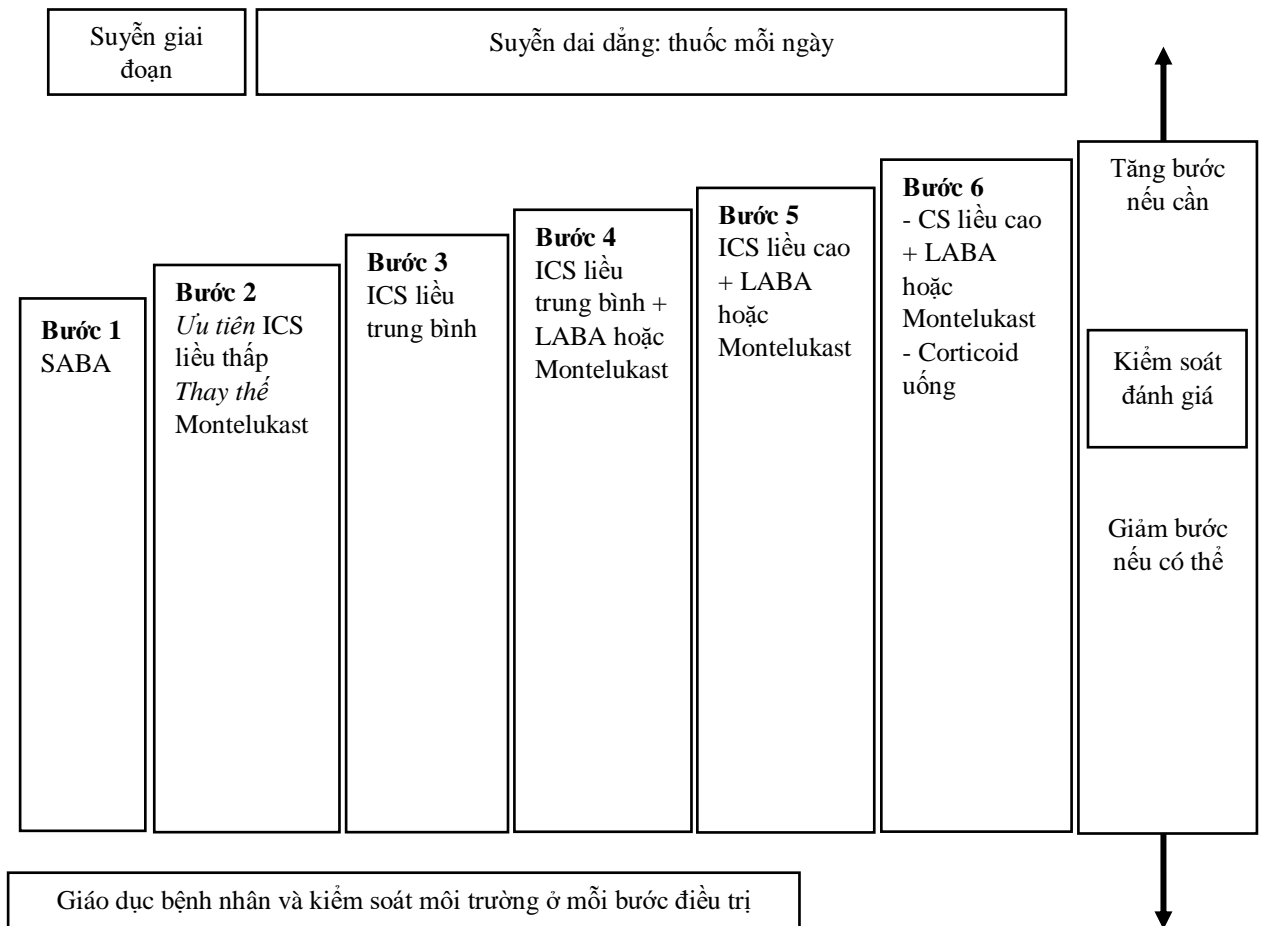 Suyễn giai
đoạn
Suyễn dai dẳng: thuốc mỗi ngày
Bước 1
SABA
Bước 2
Ưu tiên ICS
liều thấp
Thay thế
Montelukast
Bước 3
ICS liều
trung bình
Bước 4
ICS liều
trung bình +
LABA hoặc
Montelukast
Bước 5
ICS liều cao
+ LABA
hoặc
Montelukast
Bước 6
- CS liều cao
+ LABA
hoặc
Montelukast
- Corticoid
uống
Tăng bước
nếu cần
Kiểm soát
đánh giá
Giảm bước
nếu có thể
Giáo dục bệnh nhân và kiểm soát môi trường ở mỗi bước điều trị